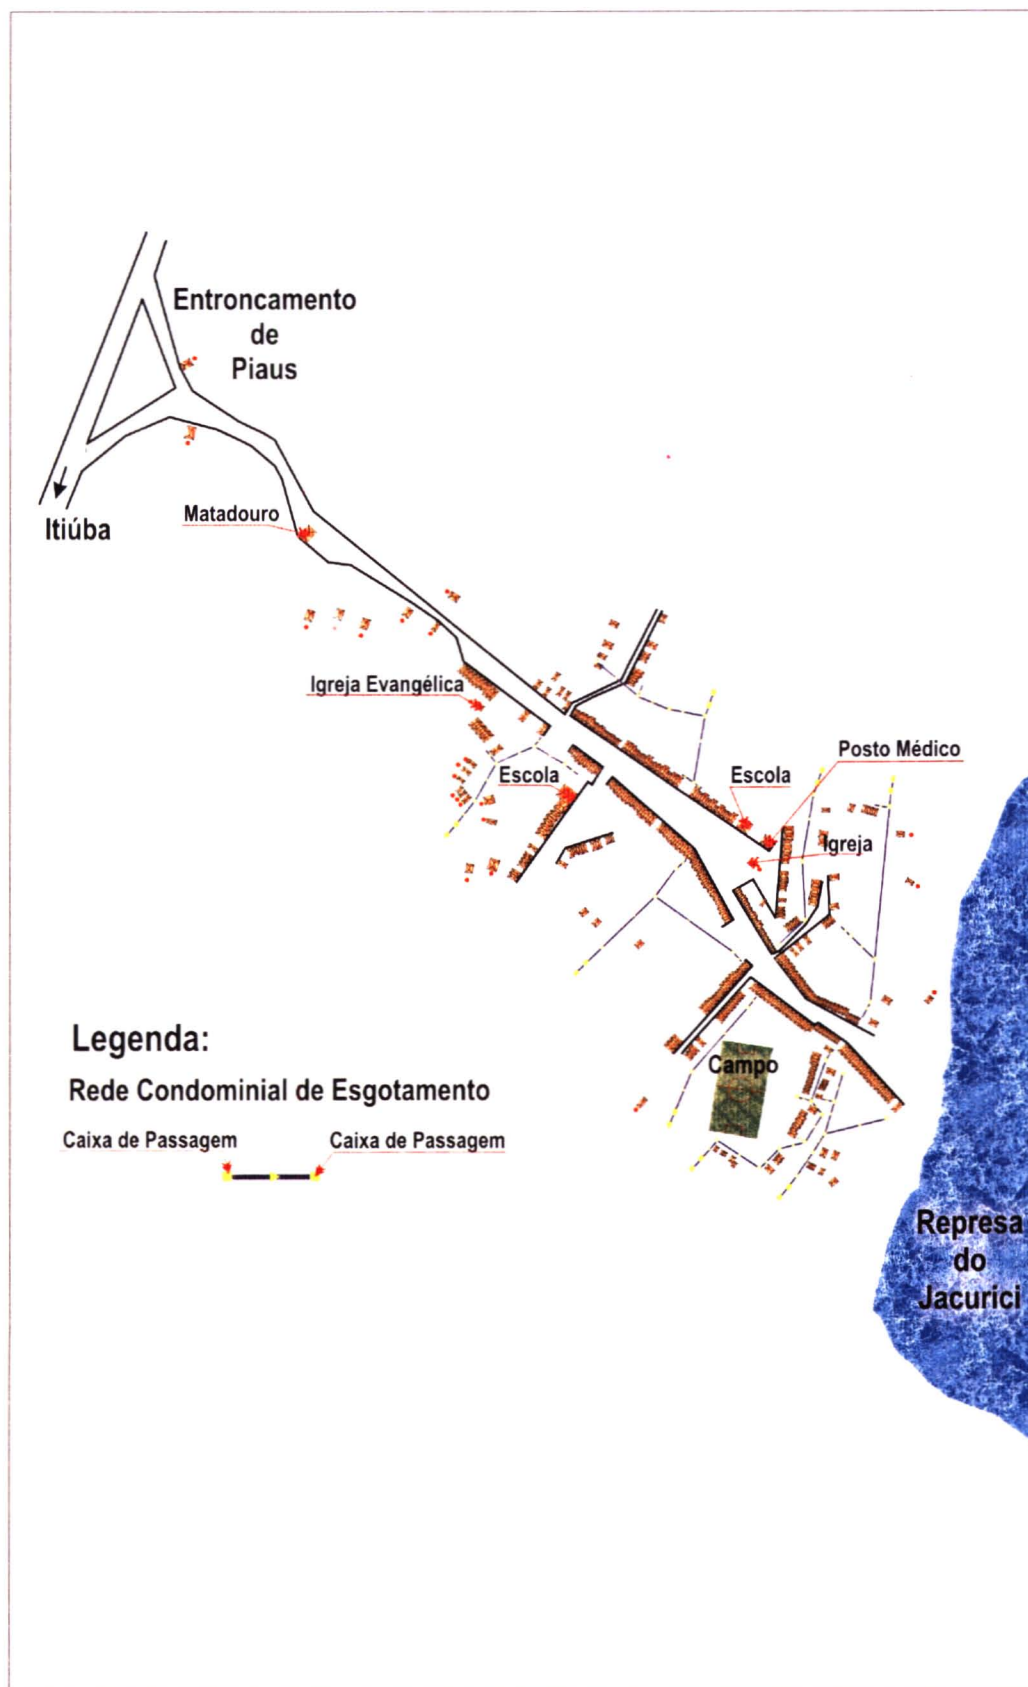 Entroncamento
de
Piaus
Itiúba
Matadouro
Igreja Evangélica
Posto Médico
Escola
Escola
Igreja
Legenda:
Rede Condominial de Esgotamento
Caixa de Passagem
Caixa de Passagem
Campo
Represa
do
Jacurici